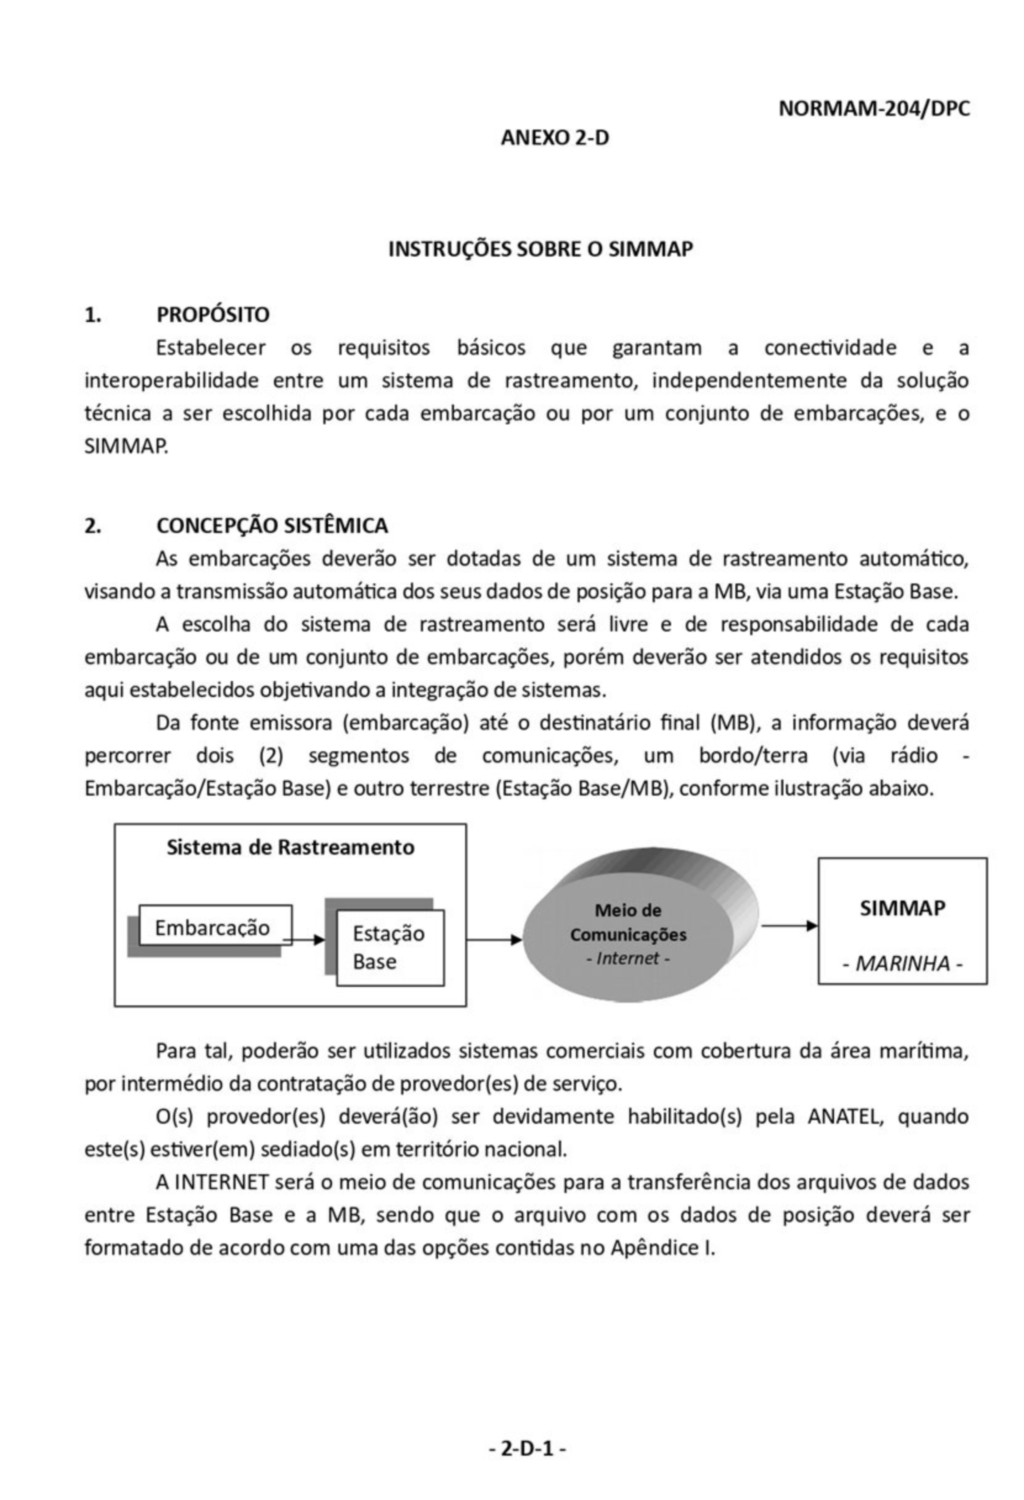 NORMAM-204/DPC
ANEXO 2-D
INSTRUÇÕES SOBRE O SIMMAP
1. PROPÓSITO
Estabelecer os requisitos básicos que garantam a conectividade e a
interoperabilidade entre um sistema de rastreamento, independentemente da solução
técnica a ser escolhida por cada embarcação ou por um conjunto de embarcações, e o
SIMMAP.
2. CONCEPÇÃO SISTÊMICA
As embarcações deverão ser dotadas de um sistema de rastreamento automático,
visando a transmissão automática dos seus dados de posição para a MB, via uma Estação Base.
A escolha do sistema de rastreamento será livre e de responsabilidade de cada
embarcação ou de um conjunto de embarcações, porém deverão ser atendidos os requisitos
aqui estabelecidos objetivando a integração de sistemas.
Da fonte emissora (embarcação) até o destinatário final (MB), a informação deverá
percorrer dois (2) segmentos de comunicações, um bordo/terra (via rádio -
Embarcação/Estação Base) e outro terrestre (Estação Base/MB), conforme ilustração abaixo.
Sistema de Rastreamento
Embarcação
Estação
Base
Meio de
Comunicações
- Internet -
SIMMAP
- MARINHA -
Para tal, poderão ser utilizados sistemas comerciais com cobertura da área marítima,
por intermédio da contratação de provedor(es) de serviço.
O(s) provedor(es) deverá(ão) ser devidamente habilitado(s) pela ANATEL, quando
este(s) estiver(em) sediado(s) em território nacional.
A INTERNET será o meio de comunicações para a transferência dos arquivos de dados
entre Estação Base e a MB, sendo que o arquivo com os dados de posição deverá ser
formatado de acordo com uma das opções contidas no Apêndice I.
- 2-D-1 -